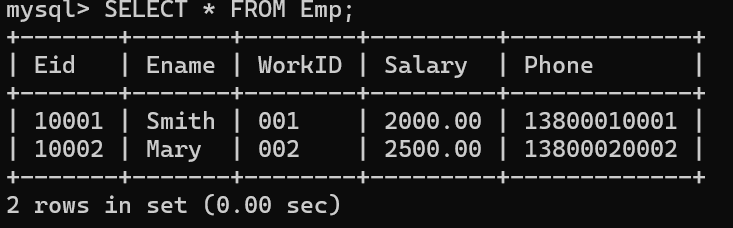 mysql> SELECT * FROM Emp;
+-------+-------+--------+---------+-------------+
| Eid   | Ename | WorkID | Salary  | Phone       |
+-------+-------+--------+---------+-------------+
| 10001 | Smith | 001    | 2000.00 | 13800010001 |
| 10002 | Mary  | 002    | 2500.00 | 13800020002 |
+-------+-------+--------+---------+-------------+
2 rows in set (0.00 sec)